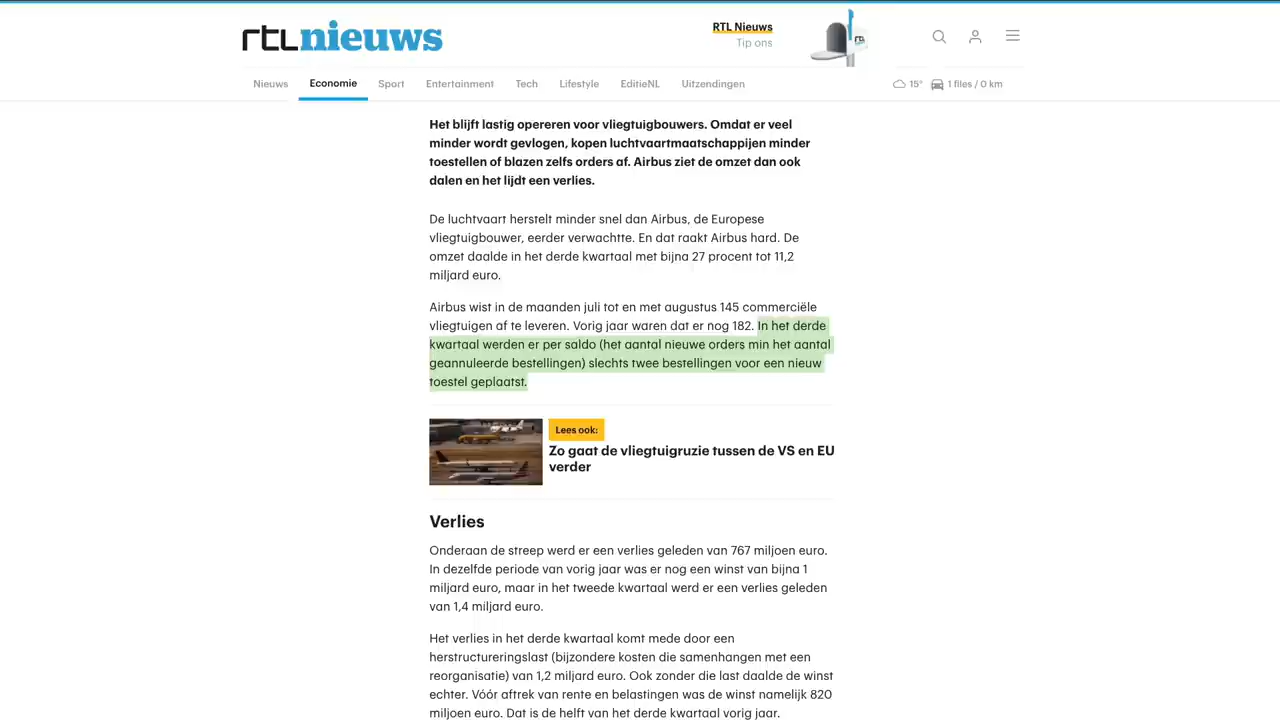 rtlnieuws
RTL Nieuws
Tip ons
rtl
Nieuws Economie Sport Entertainment Tech Lifestyle EditieNL Uitzendingen 15° 1 files / 0 km
Het blijft lastig opereren voor vliegtuigbouwers. Omdat er veel
minder wordt gevlogen, kopen luchtvaartmaatschappijen minder
toestellen of blazen zelfs orders af. Airbus ziet de omzet dan ook
dalen en het lijdt een verlies.
De luchtvaart herstelt minder snel dan Airbus, de Europese
vliegtuigbouwer, eerder verwachtte. En dat raakt Airbus hard. De
omzet daalde in het derde kwartaal met bijna 27 procent tot 11,2
miljard euro.
Airbus wist in de maanden juli tot en met augustus 145 commerciële
vliegtuigen af te leveren. Vorig jaar waren dat er nog 182. In het derde
kwartaal werden er per saldo (het aantal nieuwe orders min het aantal
geannuleerde bestellingen) slechts twee bestellingen voor een nieuw
toestel geplaatst.
Lees ook:
Zo gaat de vliegtuigruzie tussen de VS en EU
verder
Verlies
Onderaan de streep werd er een verlies geleden van 767 miljoen euro.
In dezelfde periode van vorig jaar was er nog een winst van bijna 1
miljard euro, maar in het tweede kwartaal werd er een verlies geleden
van 1,4 miljard euro.
Het verlies in het derde kwartaal komt mede door een
herstructureringslast (bijzondere kosten die samenhangen met een
reorganisatie) van 1,2 miljard euro. Ook zonder die last daalde de winst
echter. Vóór aftrek van rente en belastingen was de winst namelijk 820
miljoen euro. Dat is de helft van het derde kwartaal vorig jaar.